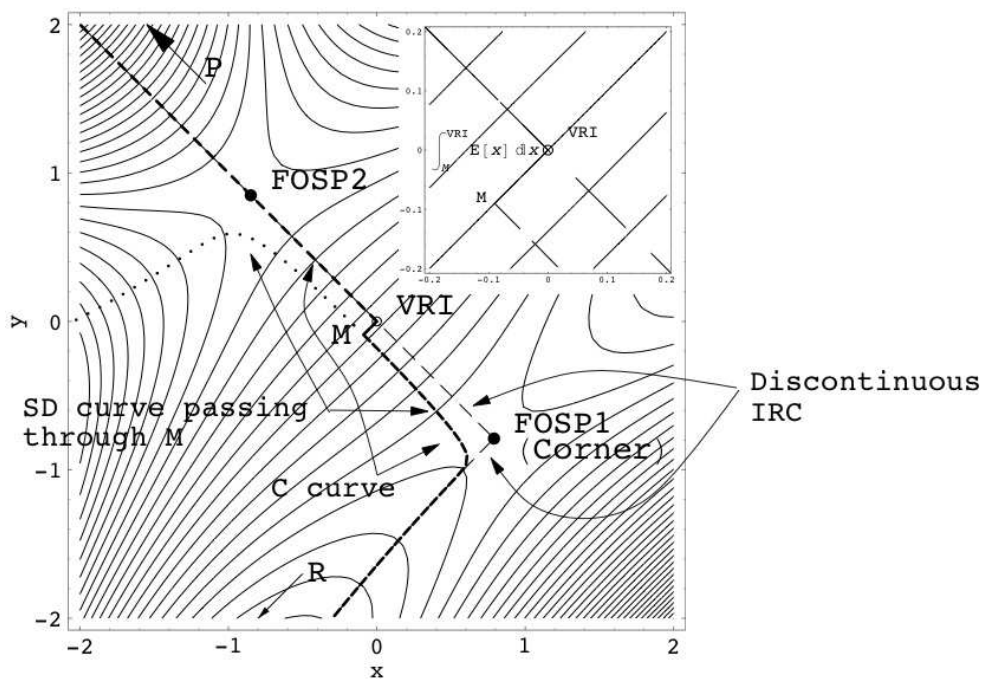 2
1
0
-1
-2
y
-2
-1
0
1
2
x
P
FOSP2
VRI
M
SD curve passing
through M
C curve
R
FOSP1
(Corner)
Discontinuous
IRC
0.2
0.1
0
-0.1
-0.2
-0.2
-0.1
0
0.1
0.2
VRI
∫_M^VRI E[x] dx
M